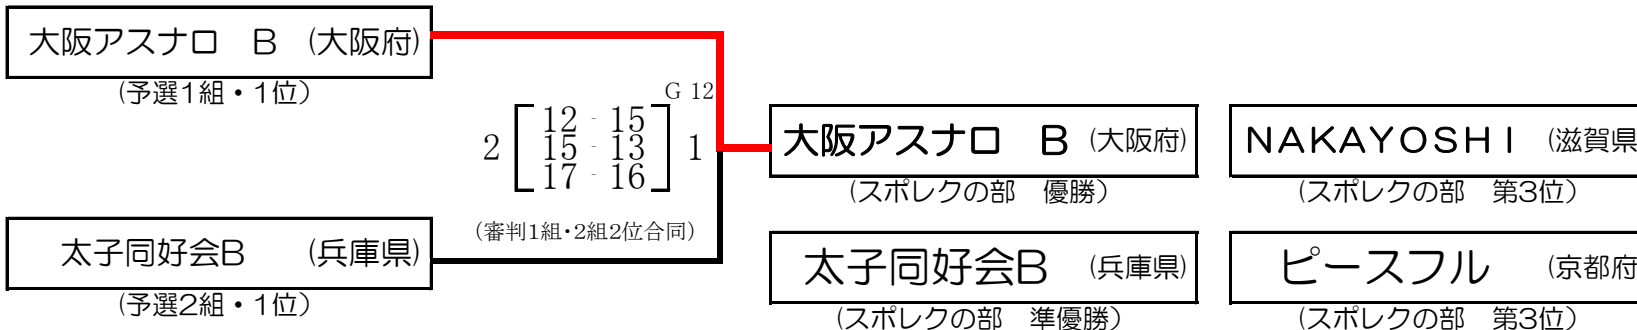 大阪アスナロ　B　(大阪府)
(予選1組・1位)
G 12
2 [ 12 - 15 ] 1
15 - 13
17 - 16
(審判1組・2組2位合同)
太子同好会B　(兵庫県)
(予選2組・1位)
大阪アスナロ　B (大阪府)
(スポレクの部　優勝)
NAKAYOSHI (滋賀県
(スポレクの部　第3位)
太子同好会B (兵庫県)
(スポレクの部　準優勝)
ピースフル (京都府
(スポレクの部　第3位)